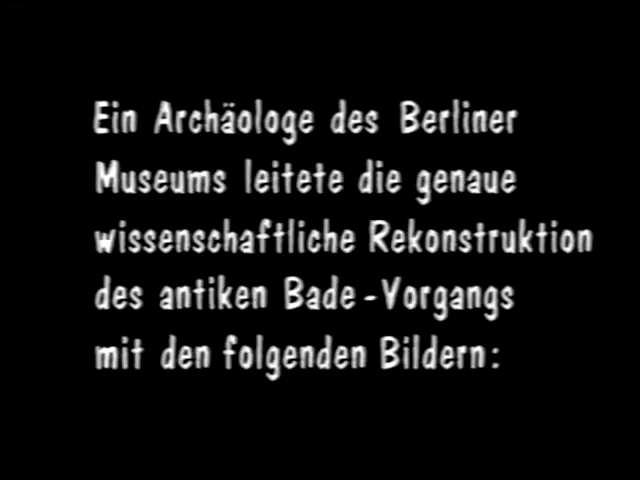 Ein Archäologe des Berliner
Museums leitete die genaue
wissenschaftliche Rekonstruktion
des antiken Bade-Vorgangs
mit den folgenden Bildern: